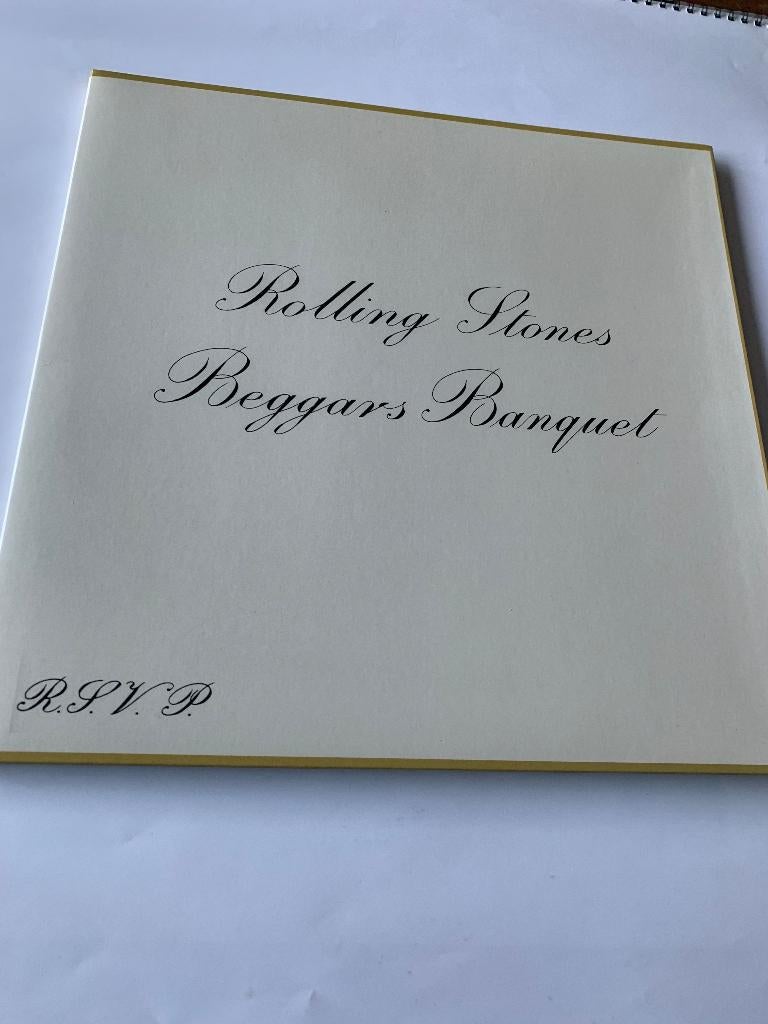 Rolling Stones
Beggars Banquet
R.S.V.P.